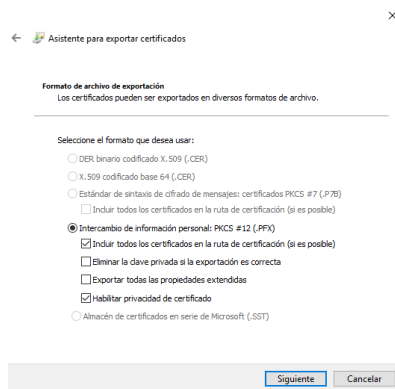 Asistente para exportar certificados
Formato de archivo de exportación
Los certificados pueden ser exportados en diversos formatos de archivo.
Seleccione el formato que desea usar:
DER binario codificado X.509 (.CER)
X.509 codificado base 64 (.CER)
Estándar de sintaxis de cifrado de mensajes: certificados PKCS #7 (.P7B)
Incluir todos los certificados en la ruta de certificación (si es posible)
Intercambio de información personal: PKCS #12 (.PFX)
Incluir todos los certificados en la ruta de certificación (si es posible)
Eliminar la clave privada si la exportación es correcta
Exportar todas las propiedades extendidas
Habilitar privacidad de certificado
Almacén de certificados en serie de Microsoft (.SST)
Siguiente Cancelar